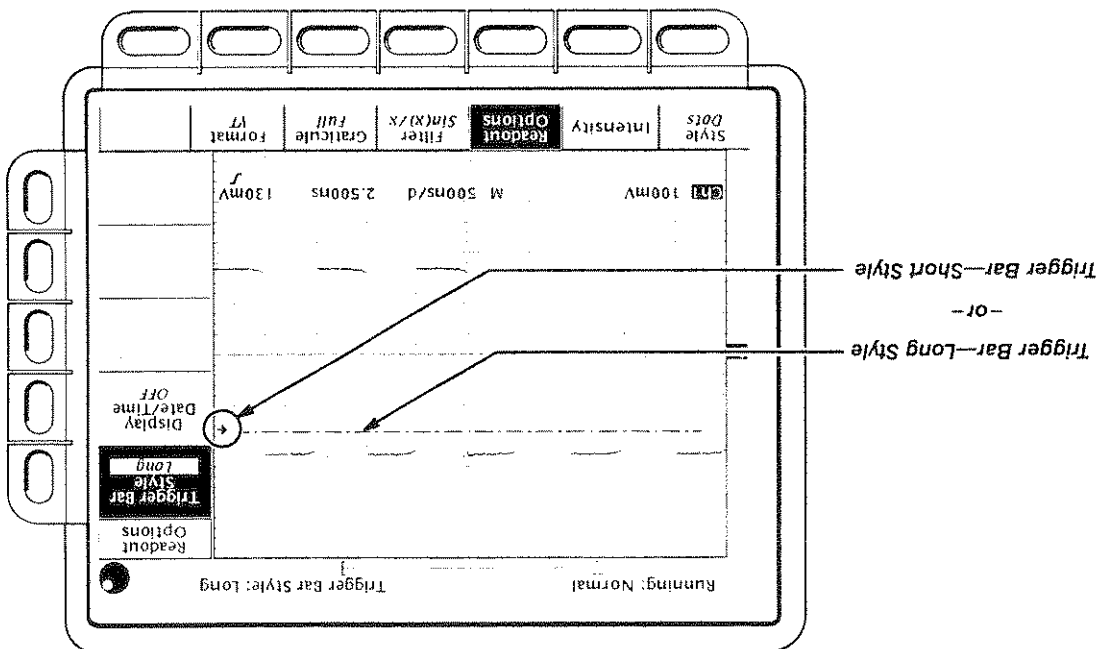 Running: Normal
Trigger Bar Style: Long
Readout
Options
Trigger Bar
Style
Long
Display
Date/Time
OFF
Trigger Bar—Long Style
–or–
Trigger Bar—Short Style
Ch1 100mV M 500ns/d 2.500ns 130mV
Style
Dots
Intensity
Readout
Options
Filter
Sin(x)/x
Graticule
Full
Format
YT